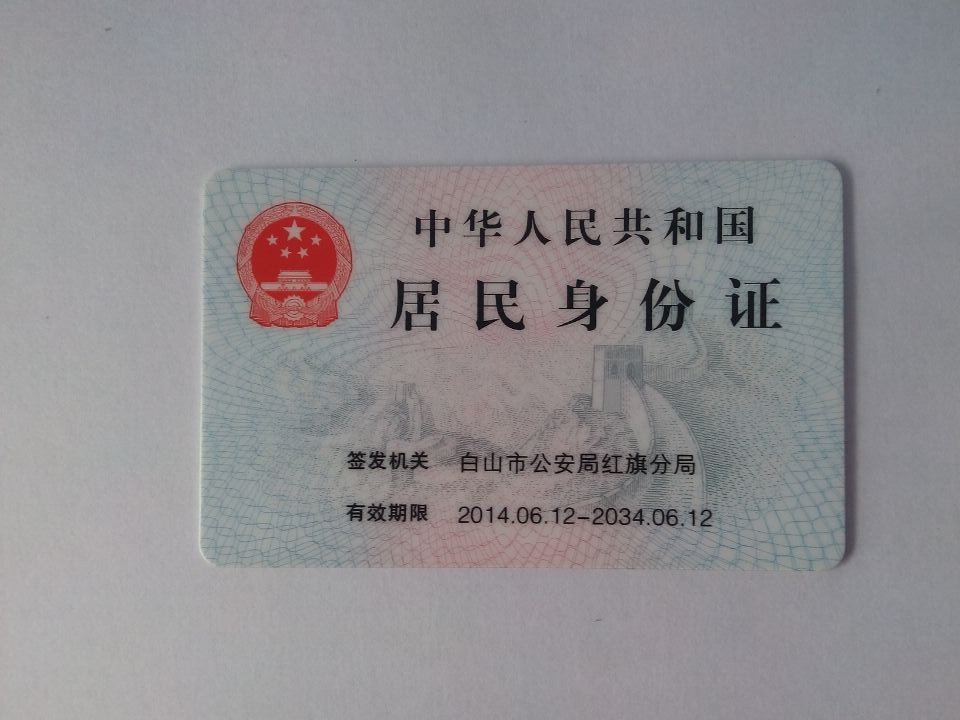 中华人民共和国
居民身份证
签发机关 白山市公安局红旗分局
有效期限 2014.06.12-2034.06.12